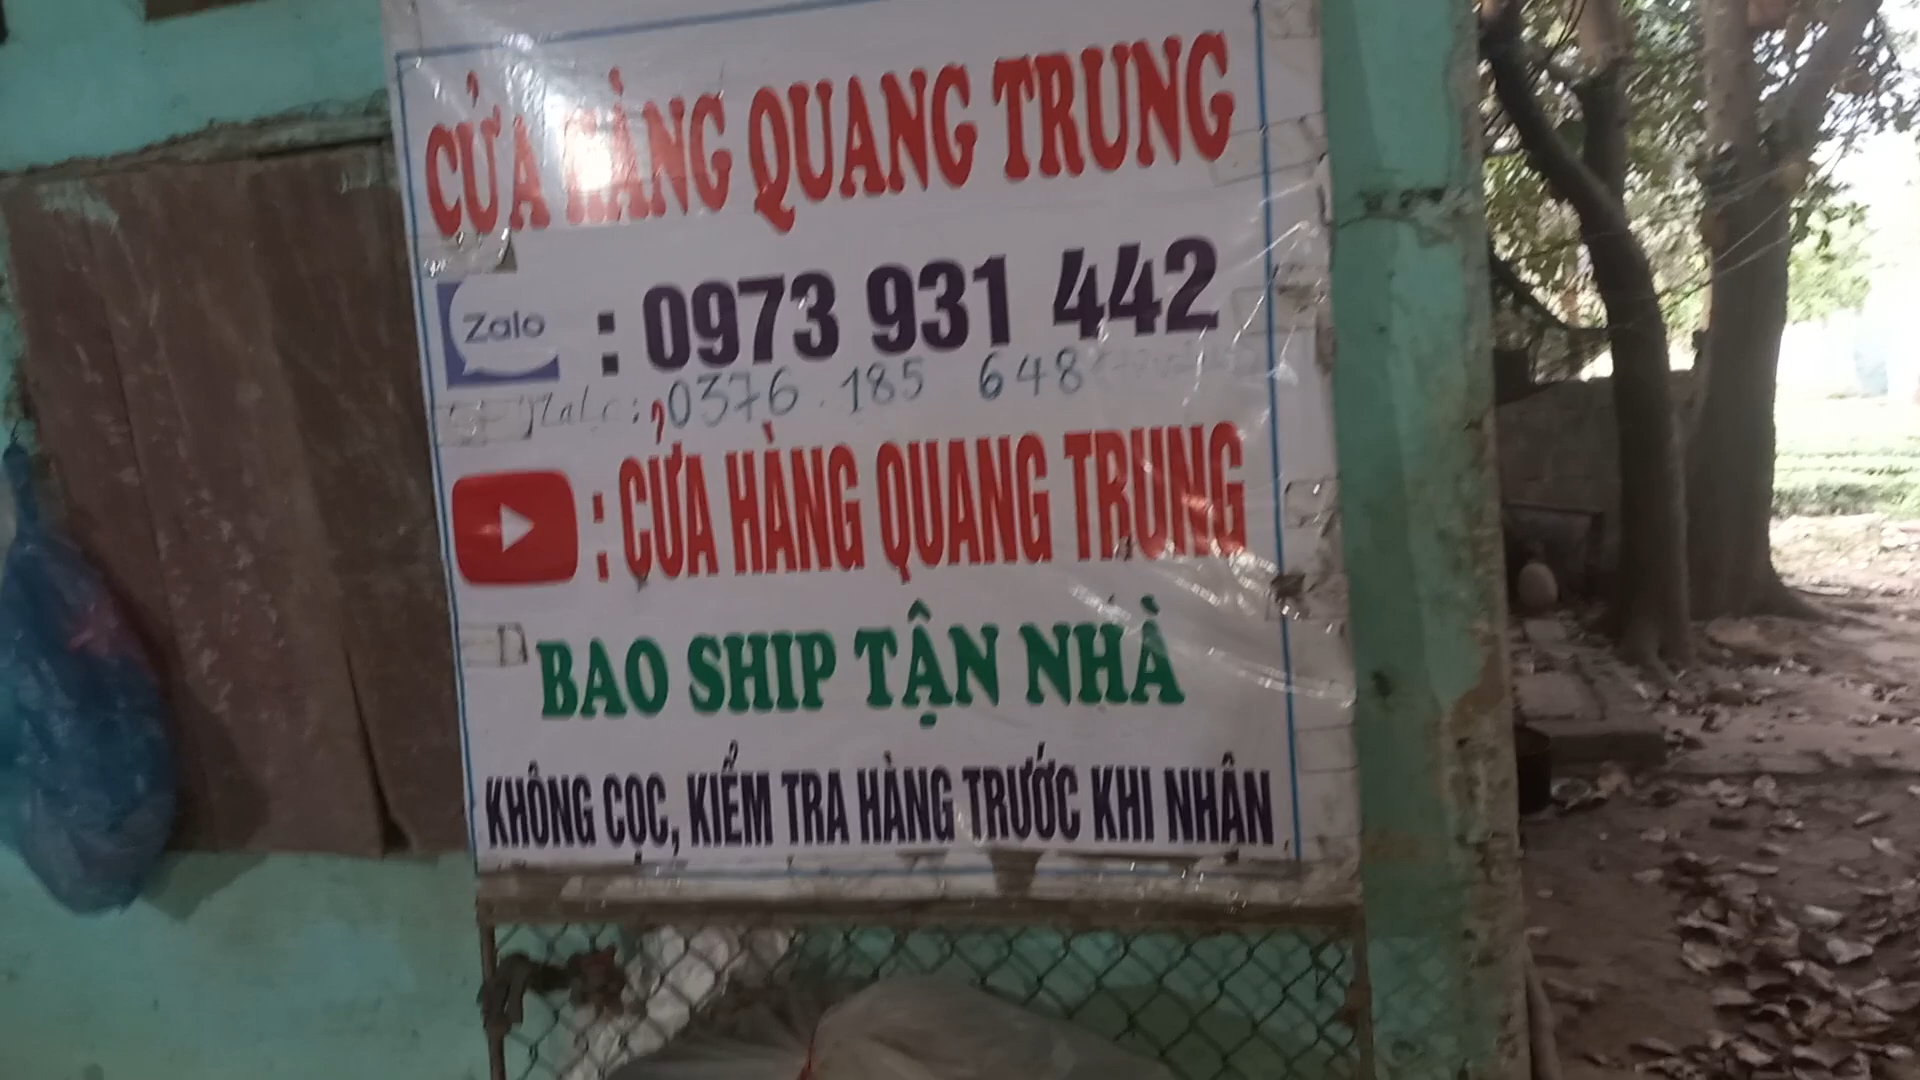 CỬA HÀNG QUANG TRUNG
Zalo : 0973 931 442
Zalo: 0376 185 648
: CỬA HÀNG QUANG TRUNG
BAO SHIP TẬN NHÀ
KHÔNG CỌC, KIỂM TRA HÀNG TRƯỚC KHI NHẬN